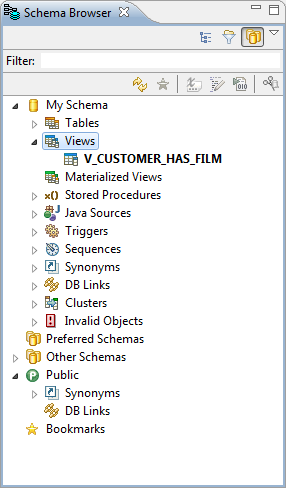 Schema Browser
Filter:
My Schema
Tables
Views
V_CUSTOMER_HAS_FILM
Materialized Views
Stored Procedures
Java Sources
Triggers
Sequences
Synonyms
DB Links
Clusters
Invalid Objects
Preferred Schemas
Other Schemas
Public
Synonyms
DB Links
Bookmarks